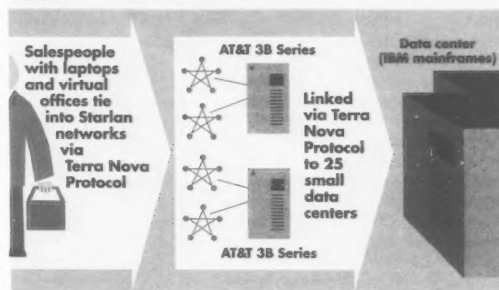 Salespeople
with laptops
and virtual
offices tie
into Starlan
networks
via
Terra Nova
Protocol
AT&T 3B Series
Linked
via Terra
Nova
Protocol
to 25
small
data
centers
AT&T 3B Series
Data center
(IBM mainframes)